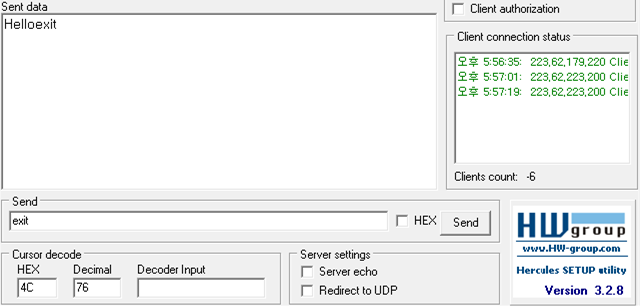 Sent data
Helloexit
Client authorization
Client connection status
오후 5:56:35: 223,62,179,220 Clie
오후 5:57:01: 223,62,223,200 Clie
오후 5:57:19: 223,62,223,200 Clie
Clients count: -6
Send
exit
HEX
Send
Cursor decode
HEX Decimal Decoder Input
4C 76
Server settings
Server echo
Redirect to UDP
HWgroup
www.HW-group.com
Hercules SETUP utility
Version 3.2.8